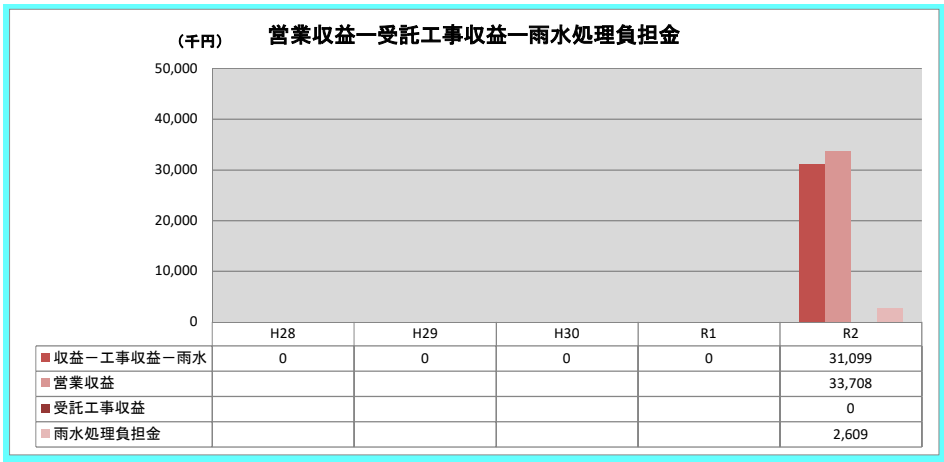 営業収益ー受託工事収益ー雨水処理負担金
（千円）
50,000
40,000
30,000
20,000
10,000
0
H28 H29 H30 R1 R2
収益－工事収益－雨水 0 0 0 0 31,099
営業収益 33,708
受託工事収益 0
雨水処理負担金 2,609